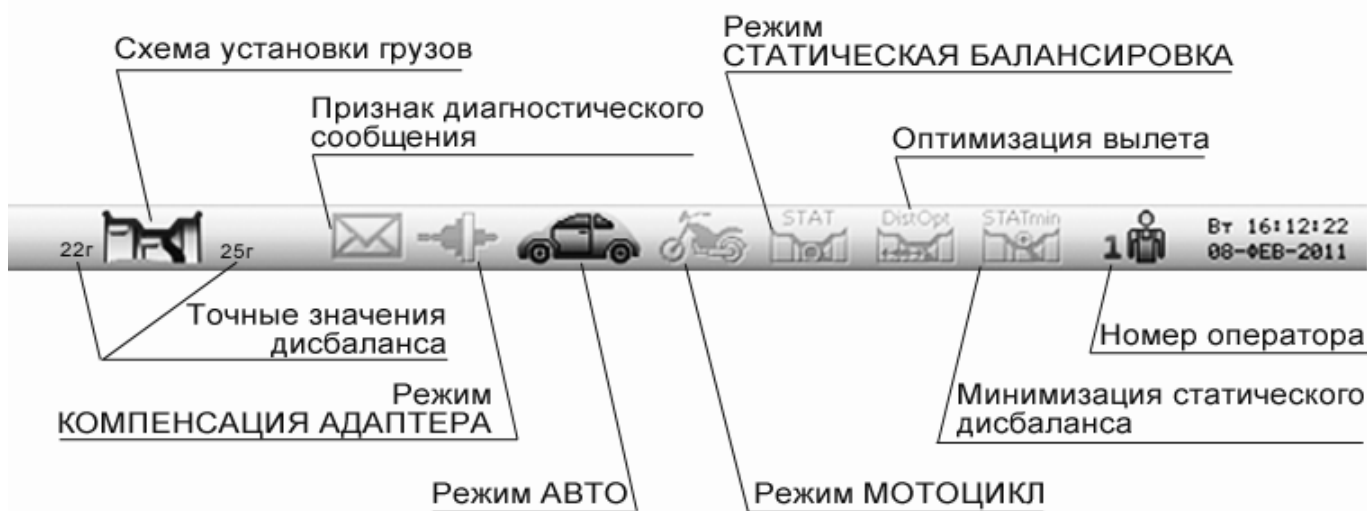 Режим
СТАТИЧЕСКАЯ БАЛАНСИРОВКА
Схема установки грузов
Признак диагностического
сообщения
Оптимизация вылета
STAT
DistOpt
STATmin
22г
25г
1
Вт 16:12:22
08-ФЕВ-2011
Точные значения
дисбаланса
Номер оператора
Режим
КОМПЕНСАЦИЯ АДАПТЕРА
Минимизация статического
дисбаланса
Режим АВТО
Режим МОТОЦИКЛ